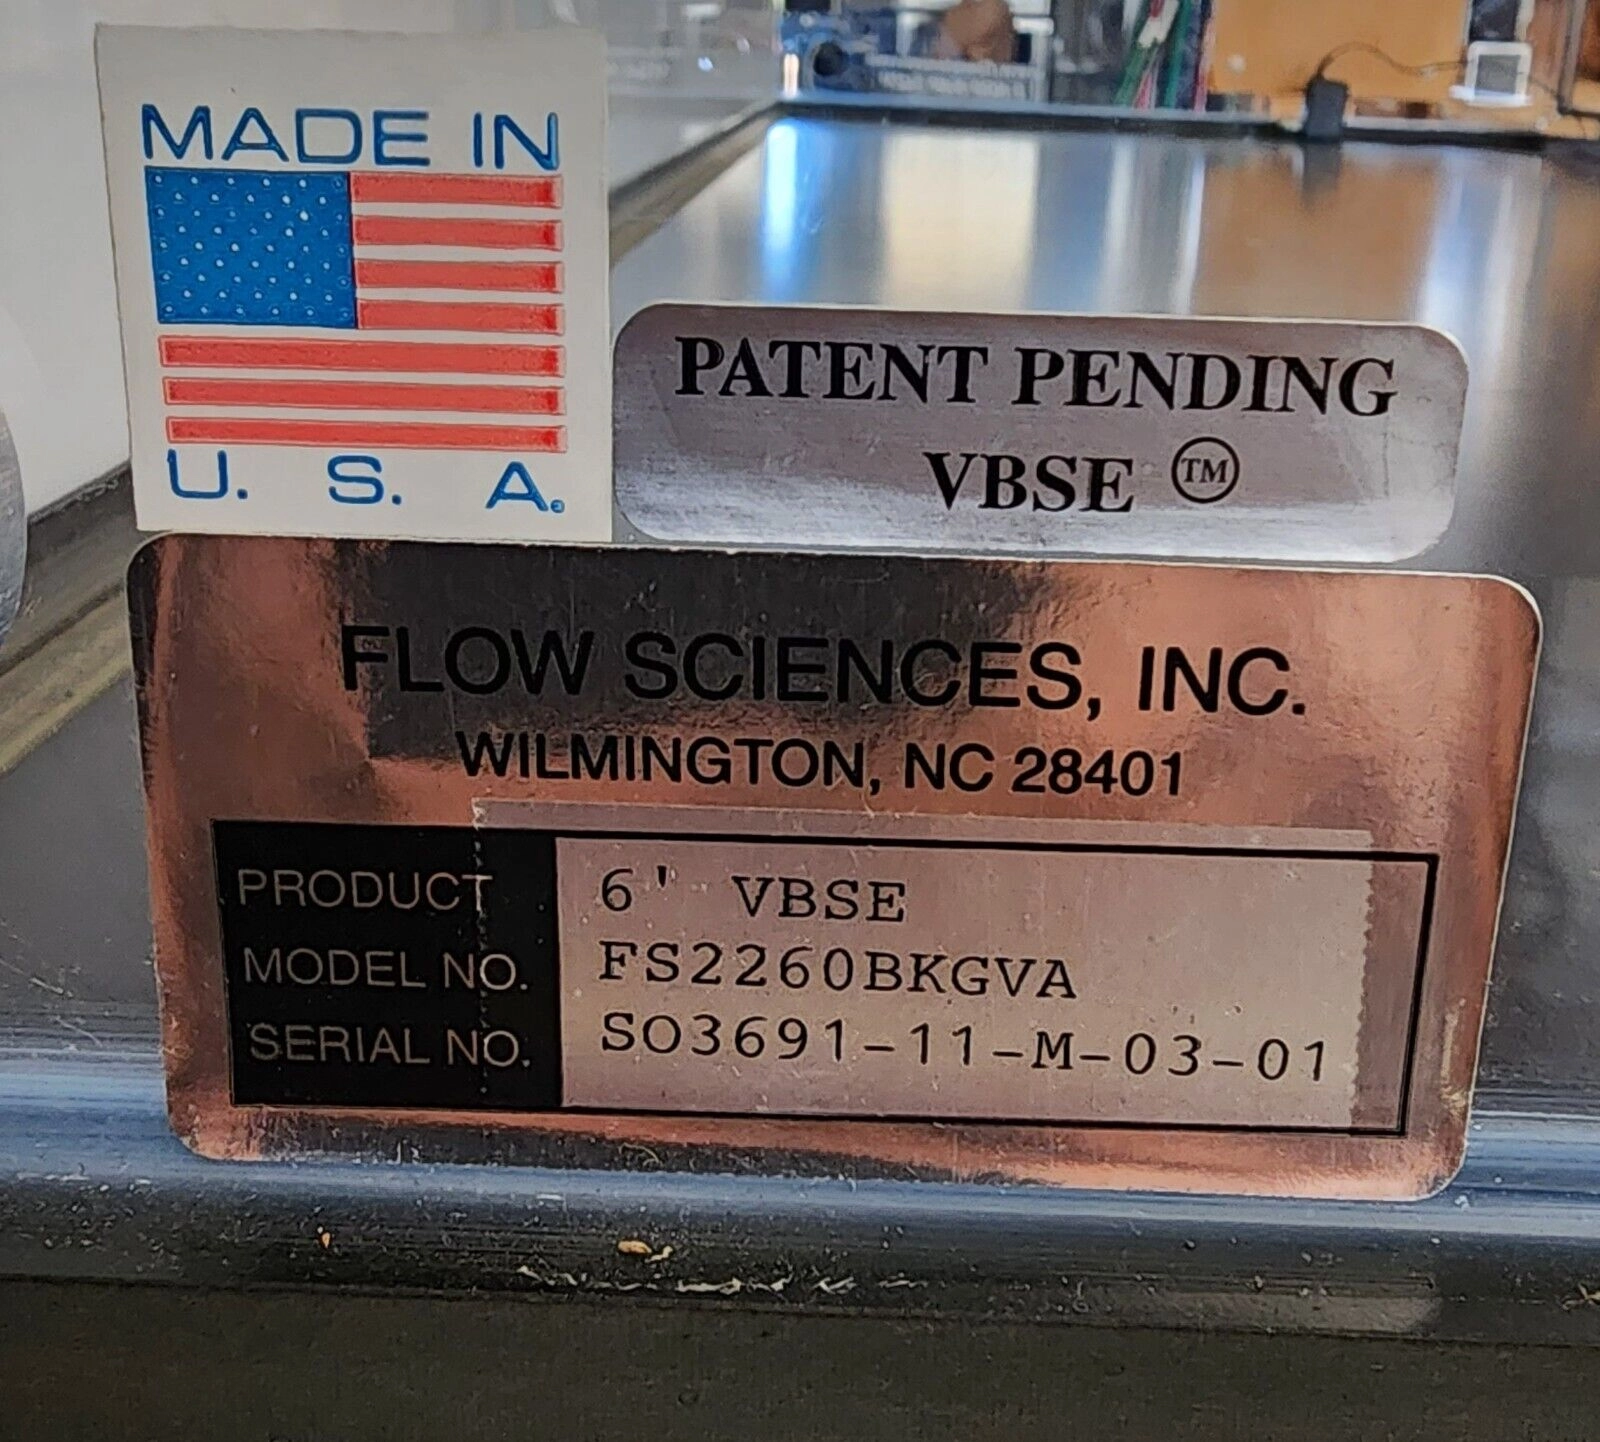 MADE IN
U. S. A.
PATENT PENDING
VBSE ™
FLOW SCIENCES, INC.
WILMINGTON, NC 28401
PRODUCT 6' VBSE
MODEL NO. FS2260BKGVA
SERIAL NO. SO3691-11-M-03-01